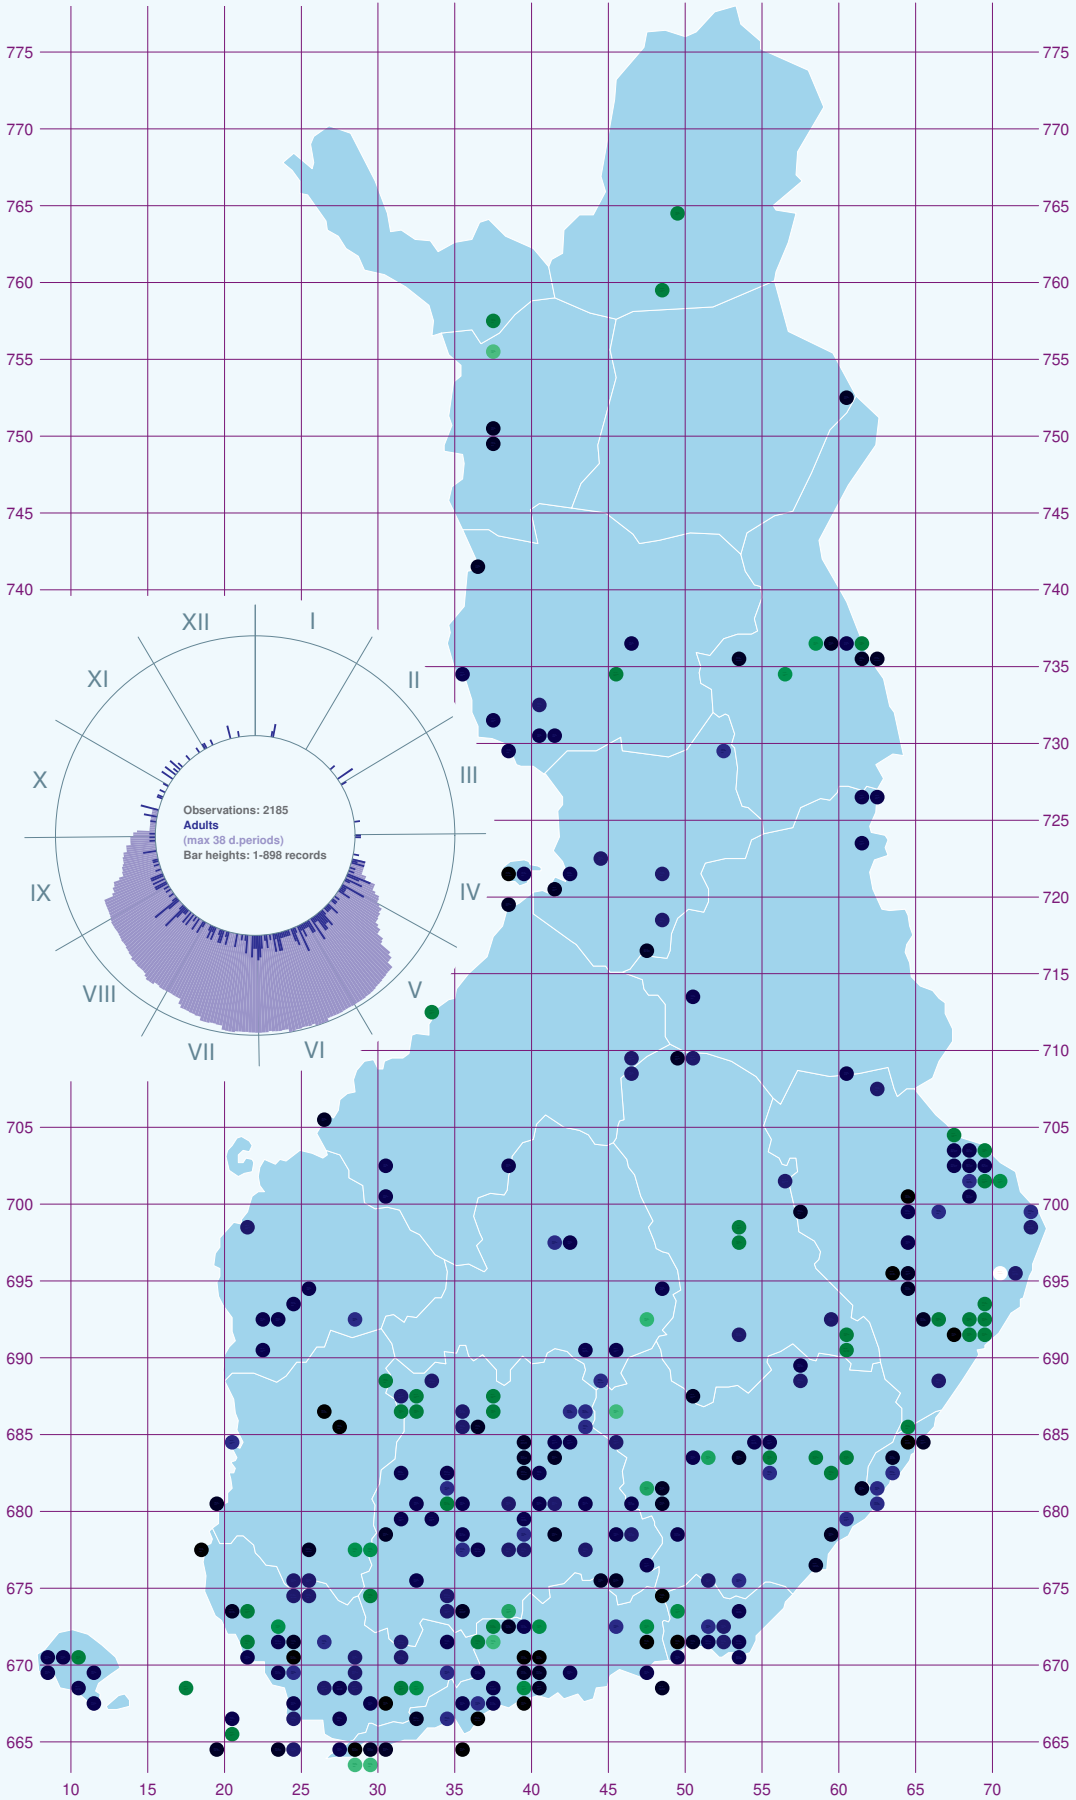 775 775
770 770
765 765
760 760
755 755
750 750
745 745
740 740
XII I
XI II
735
III
730
X
Observations: 2185
Adults
(max 38 d.periods)
Bar heights: 1-898 records
725
IX IV
720
VIII V
715
VII VI
710
705 705
700 700
695 695
690 690
685 685
680 680
675 675
670 670
665 665
10 15 20 25 30 35 40 45 50 55 60 65 70